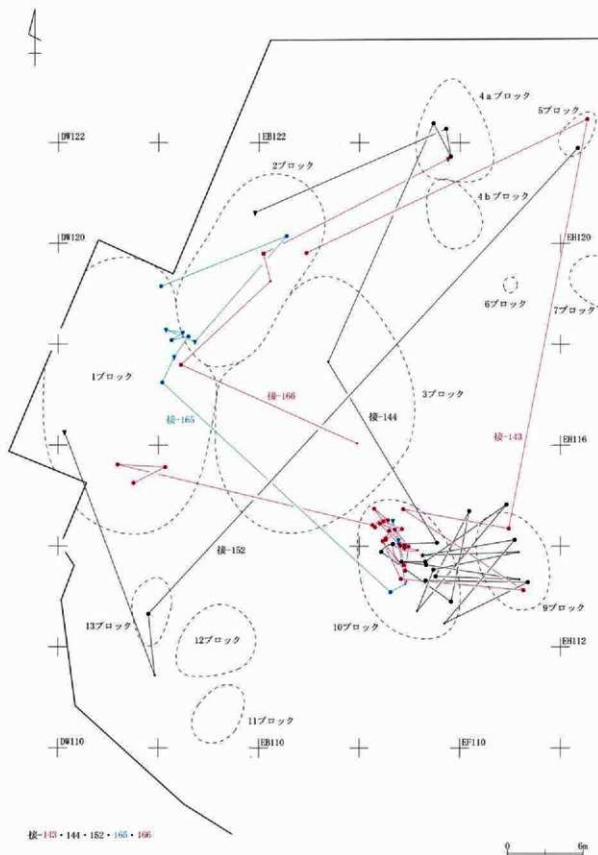 4aブロック
5ブロック
DW122
EB122
2ブロック
4bブロック
DW120
EH120
6ブロック
7ブロック
1ブロック
接-166
3ブロック
接-165
接-144
接-143
EH116
接-152
13ブロック
12ブロック
10ブロック
9ブロック
EH112
11ブロック
DW110
EB110
EF110
接-143・144・152・165・166
0 6m